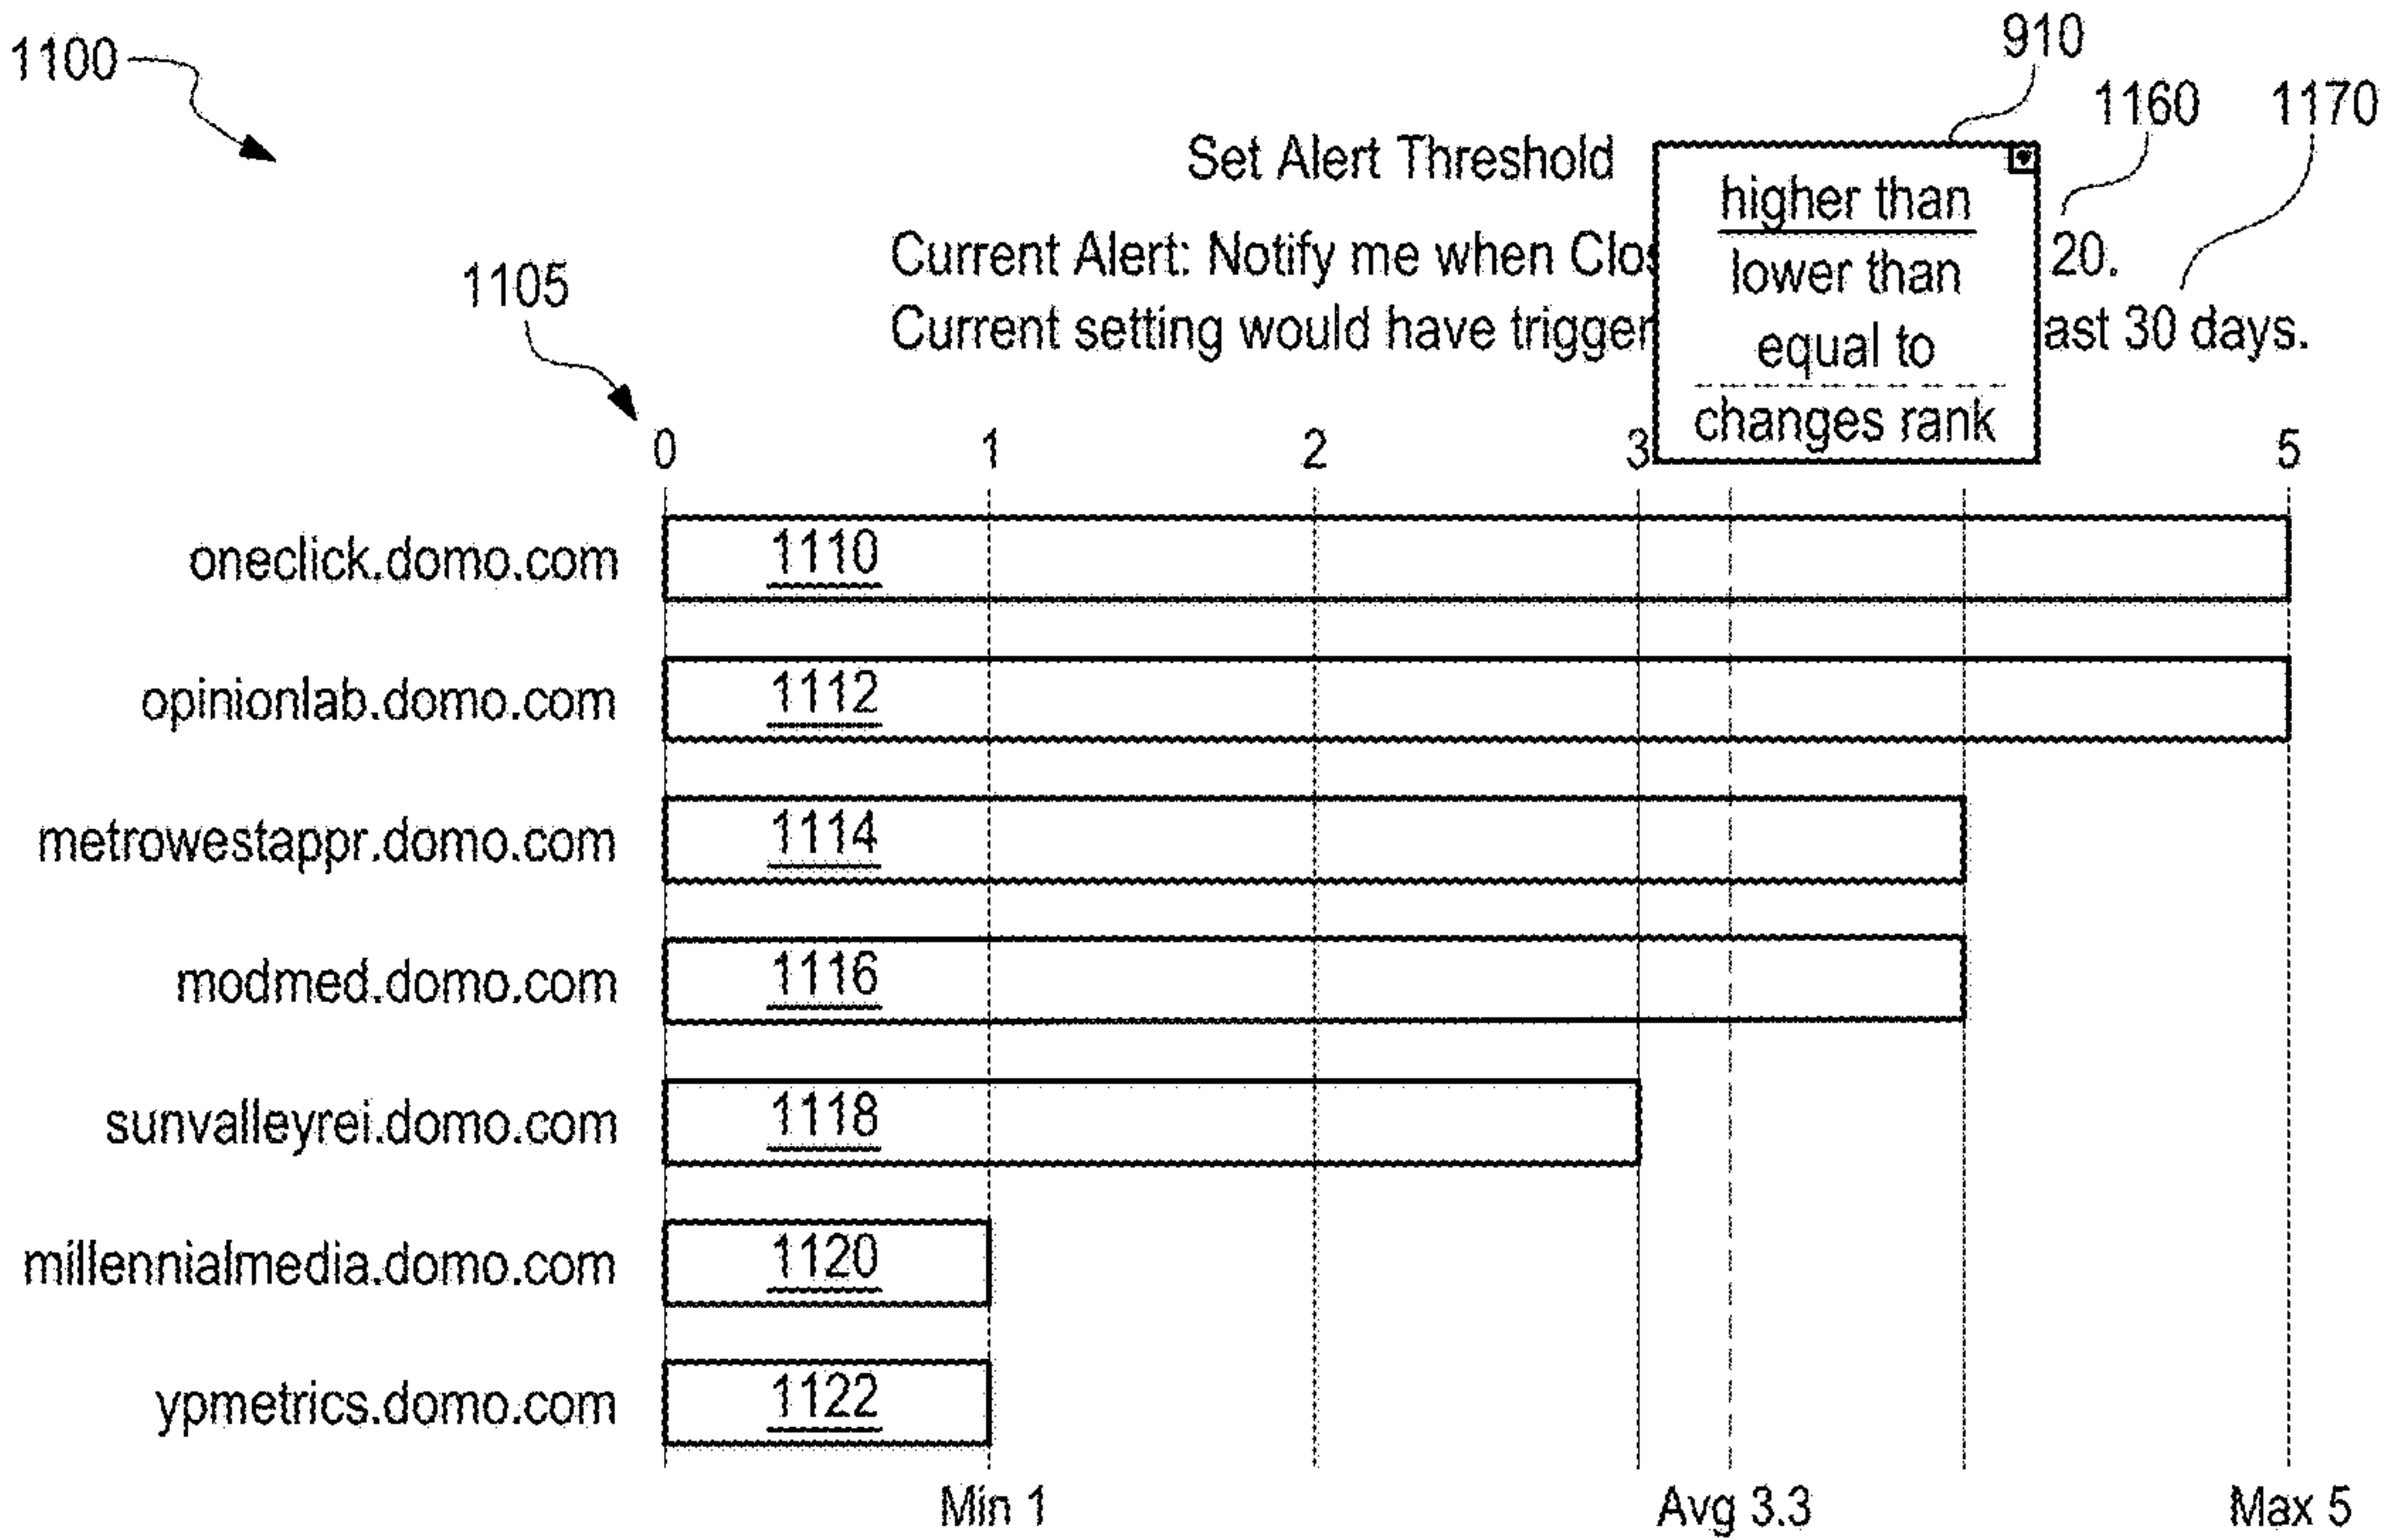 1100
910
1160
1170
Set Alert Threshold
higher than
lower than
equal to
changes rank
Current Alert: Notify me when Clos
20.
Current setting would have trigger
ast 30 days.
1105
0 1 2 3 5
oneclick.domo.com 1110
opinionlab.domo.com 1112
metrowestappr.domo.com 1114
modmed.domo.com 1116
sunvalleyrei.domo.com 1118
millennialmedia.domo.com 1120
ypmetrics.domo.com 1122
Min 1 Avg 3.3 Max 5